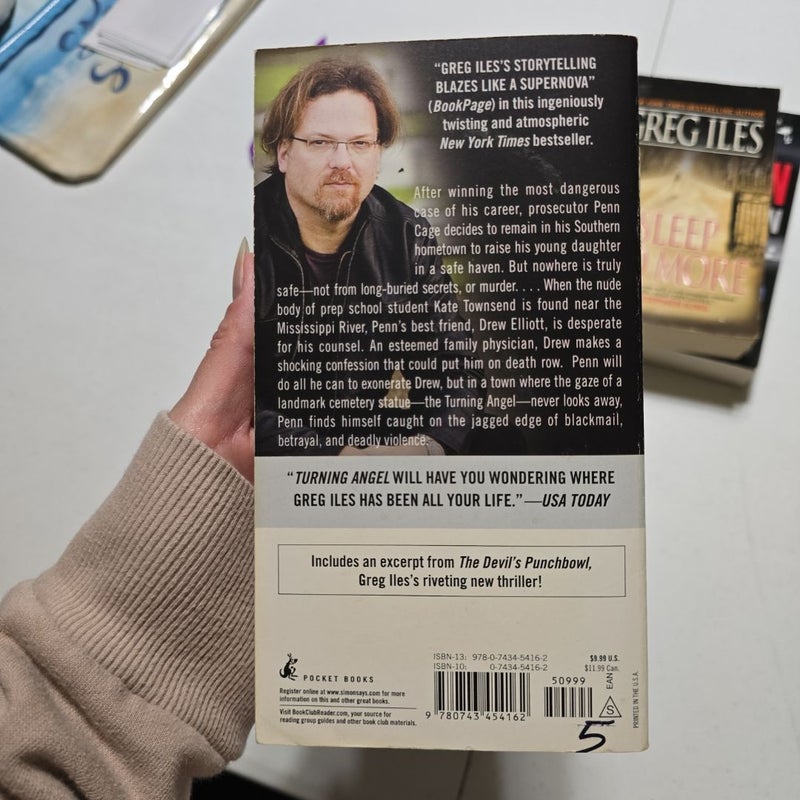 "GREG ILES'S STORYTELLING
BLAZES LIKE A SUPERNOVA"
(BookPage) in this ingeniously
twisting and atmospheric
New York Times bestseller.
After winning the most dangerous
case of his career, prosecutor Penn
Cage decides to remain in his Southern
hometown to raise his young daughter
in a safe haven. But nowhere is truly
safe—not from long-buried secrets, or murder. . . . When the nude
body of prep school student Kate Townsend is found near the
Mississippi River, Penn's best friend, Drew Elliott, is desperate
for his counsel. An esteemed family physician, Drew makes a
shocking confession that could put him on death row. Penn will
do all he can to exonerate Drew, but in a town where the gaze of a
landmark cemetery statue—the Turning Angel—never looks away,
Penn finds himself caught on the jagged edge of blackmail,
betrayal, and deadly violence.
"TURNING ANGEL WILL HAVE YOU WONDERING WHERE
GREG ILES HAS BEEN ALL YOUR LIFE."—USA TODAY
Includes an excerpt from The Devil's Punchbowl,
Greg Iles's riveting new thriller!
POCKET BOOKS
Register online at www.simonsays.com for more
information on this and other great books.
Visit BookClubReader.com, your source for
reading group guides and other book club materials.
ISBN-13: 978-0-7434-5416-2
ISBN-10: 0-7434-5416-2
$9.99 U.S.
$11.99 Can.
50999
9 780743 454162
EAN
S
PRINTED IN THE U.S.A.
5
GREG ILES
SLEEP
MORE